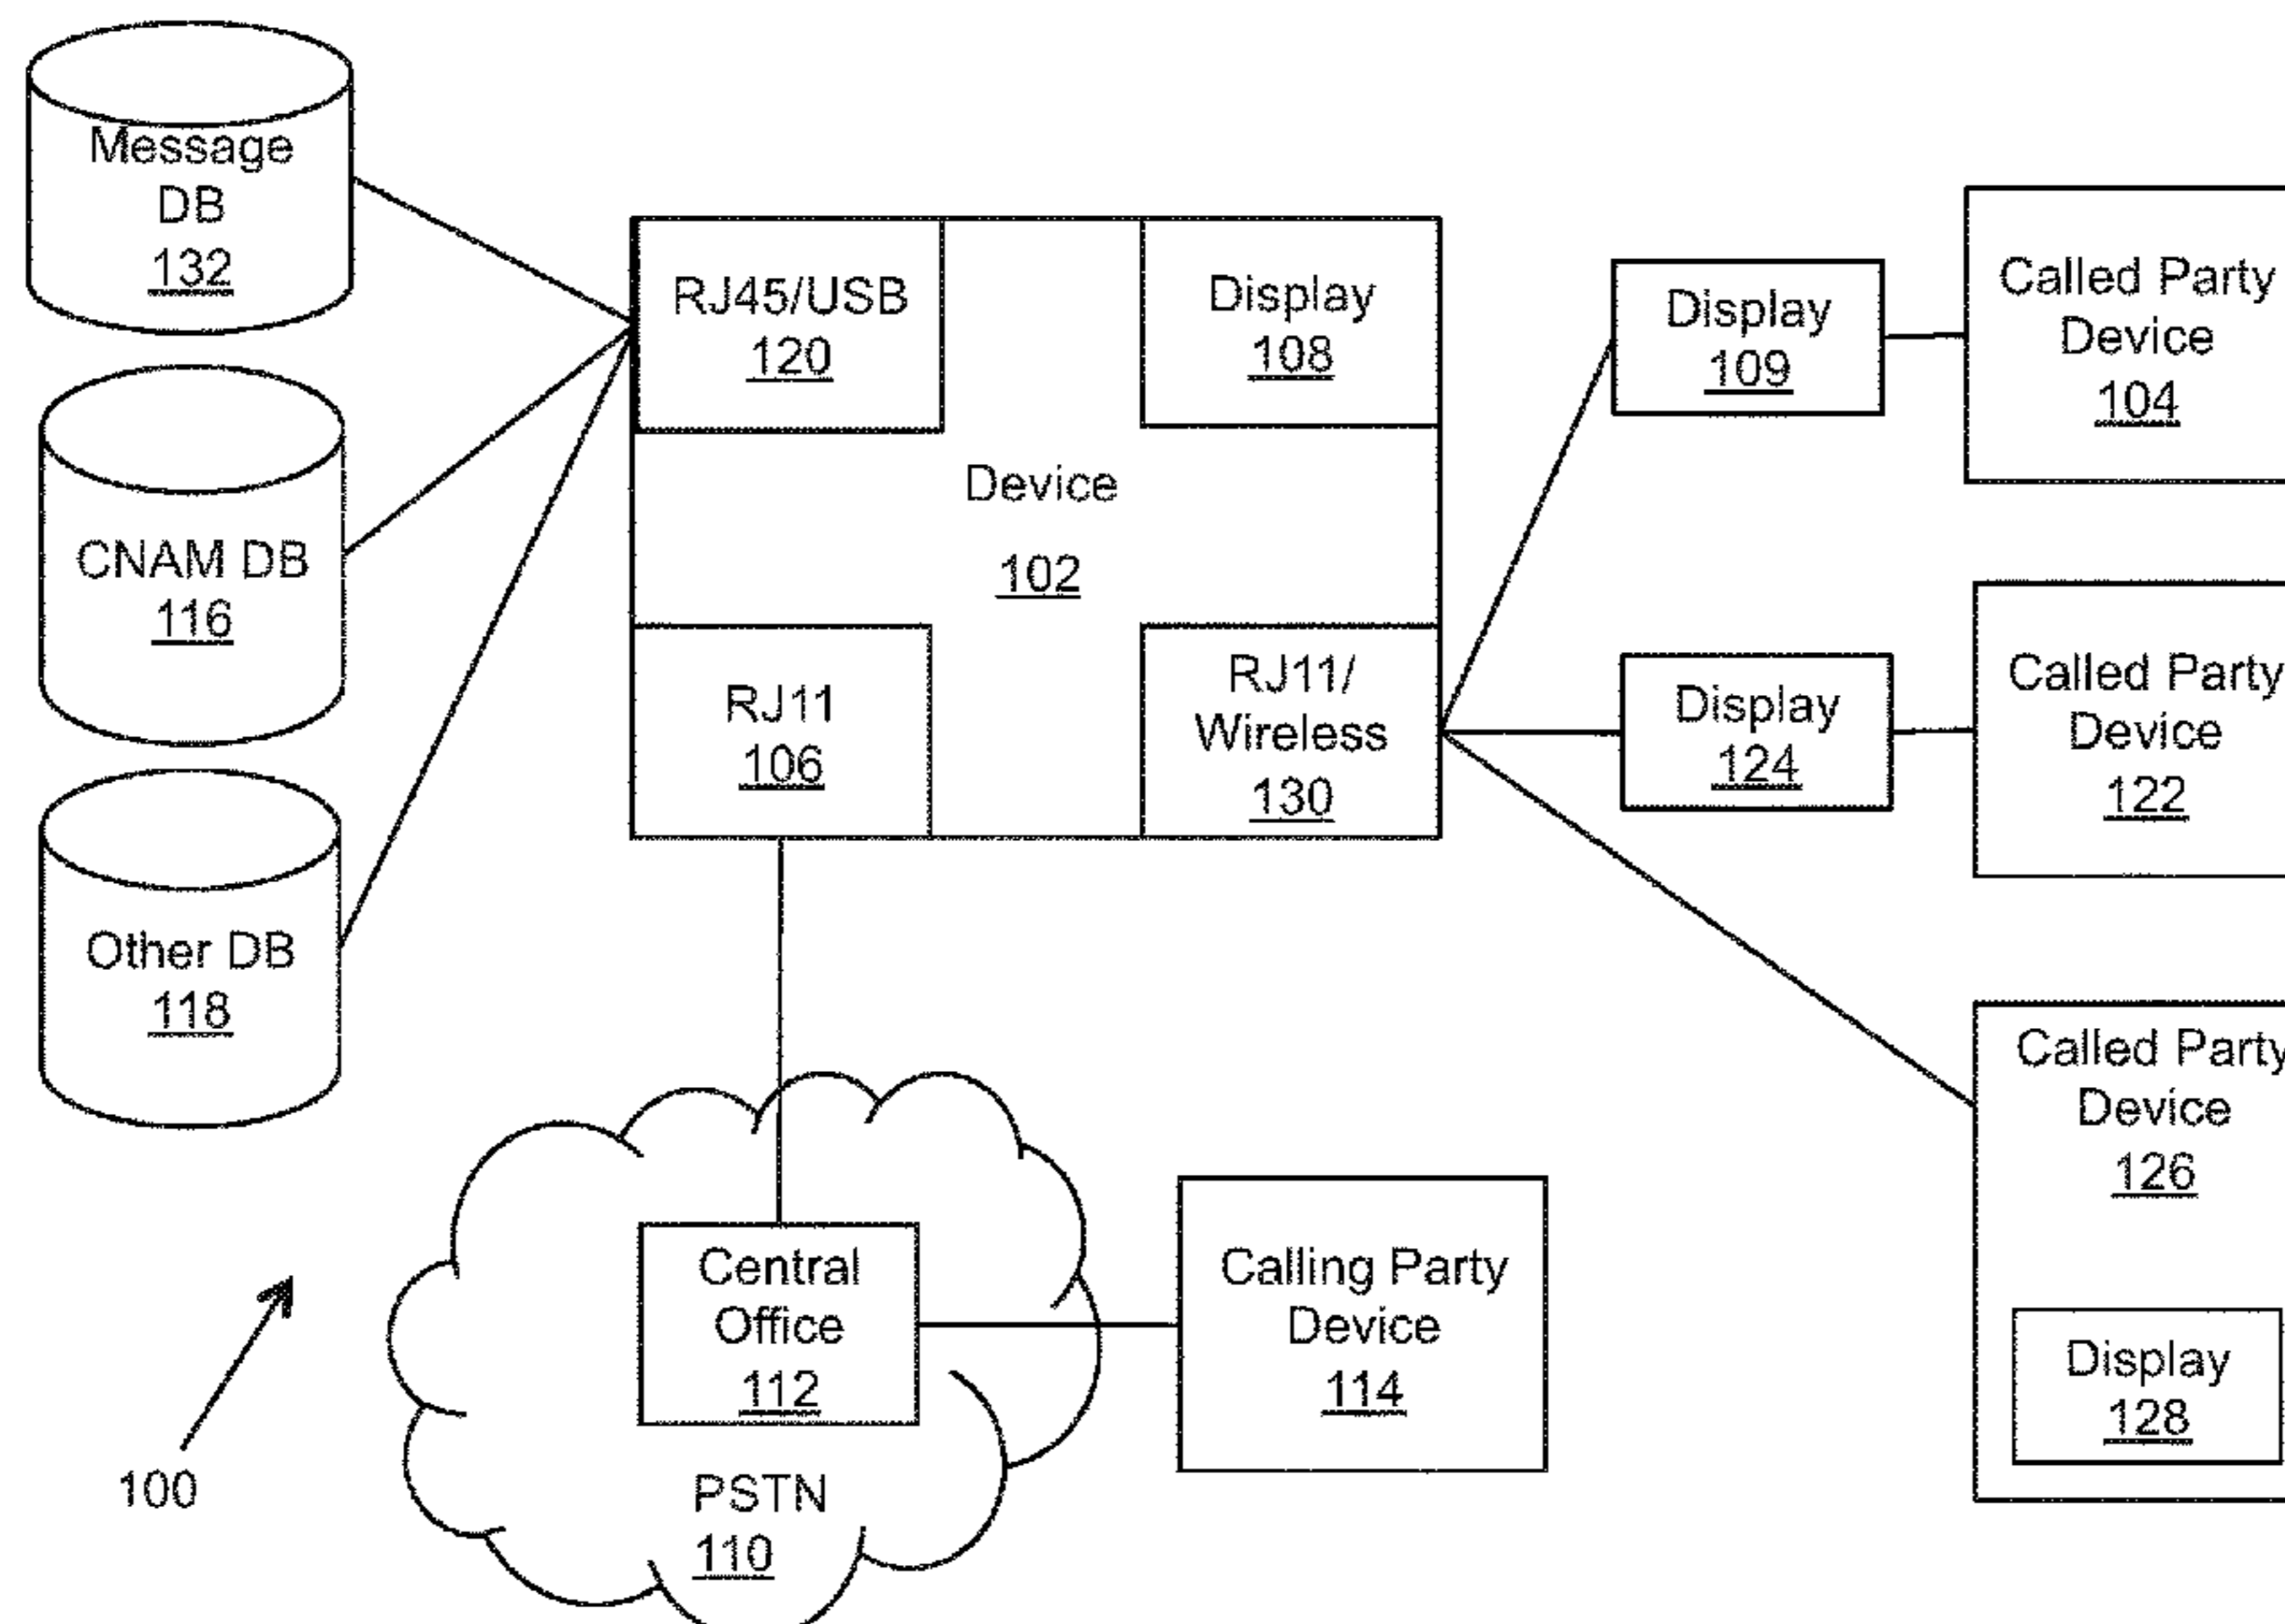 Message
DB
132
CNAM DB
116
Other DB
118
RJ45/USB
120
Display
108
Device
102
RJ11
106
RJ11/
Wireless
130
Display
109
Called Party
Device
104
Display
124
Called Party
Device
122
Called Party
Device
126
Display
128
Central
Office
112
PSTN
110
Calling Party
Device
114
100